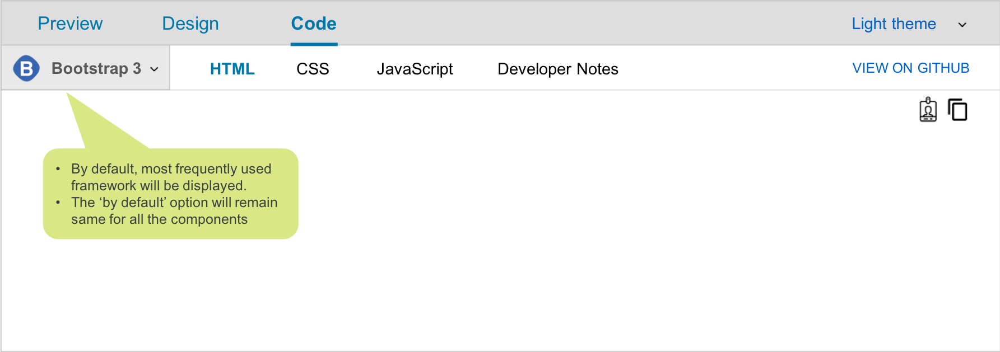 Preview Design Code Light theme
B Bootstrap 3 HTML CSS JavaScript Developer Notes VIEW ON GITHUB
• By default, most frequently used
framework will be displayed.
• The ‘by default’ option will remain
same for all the components